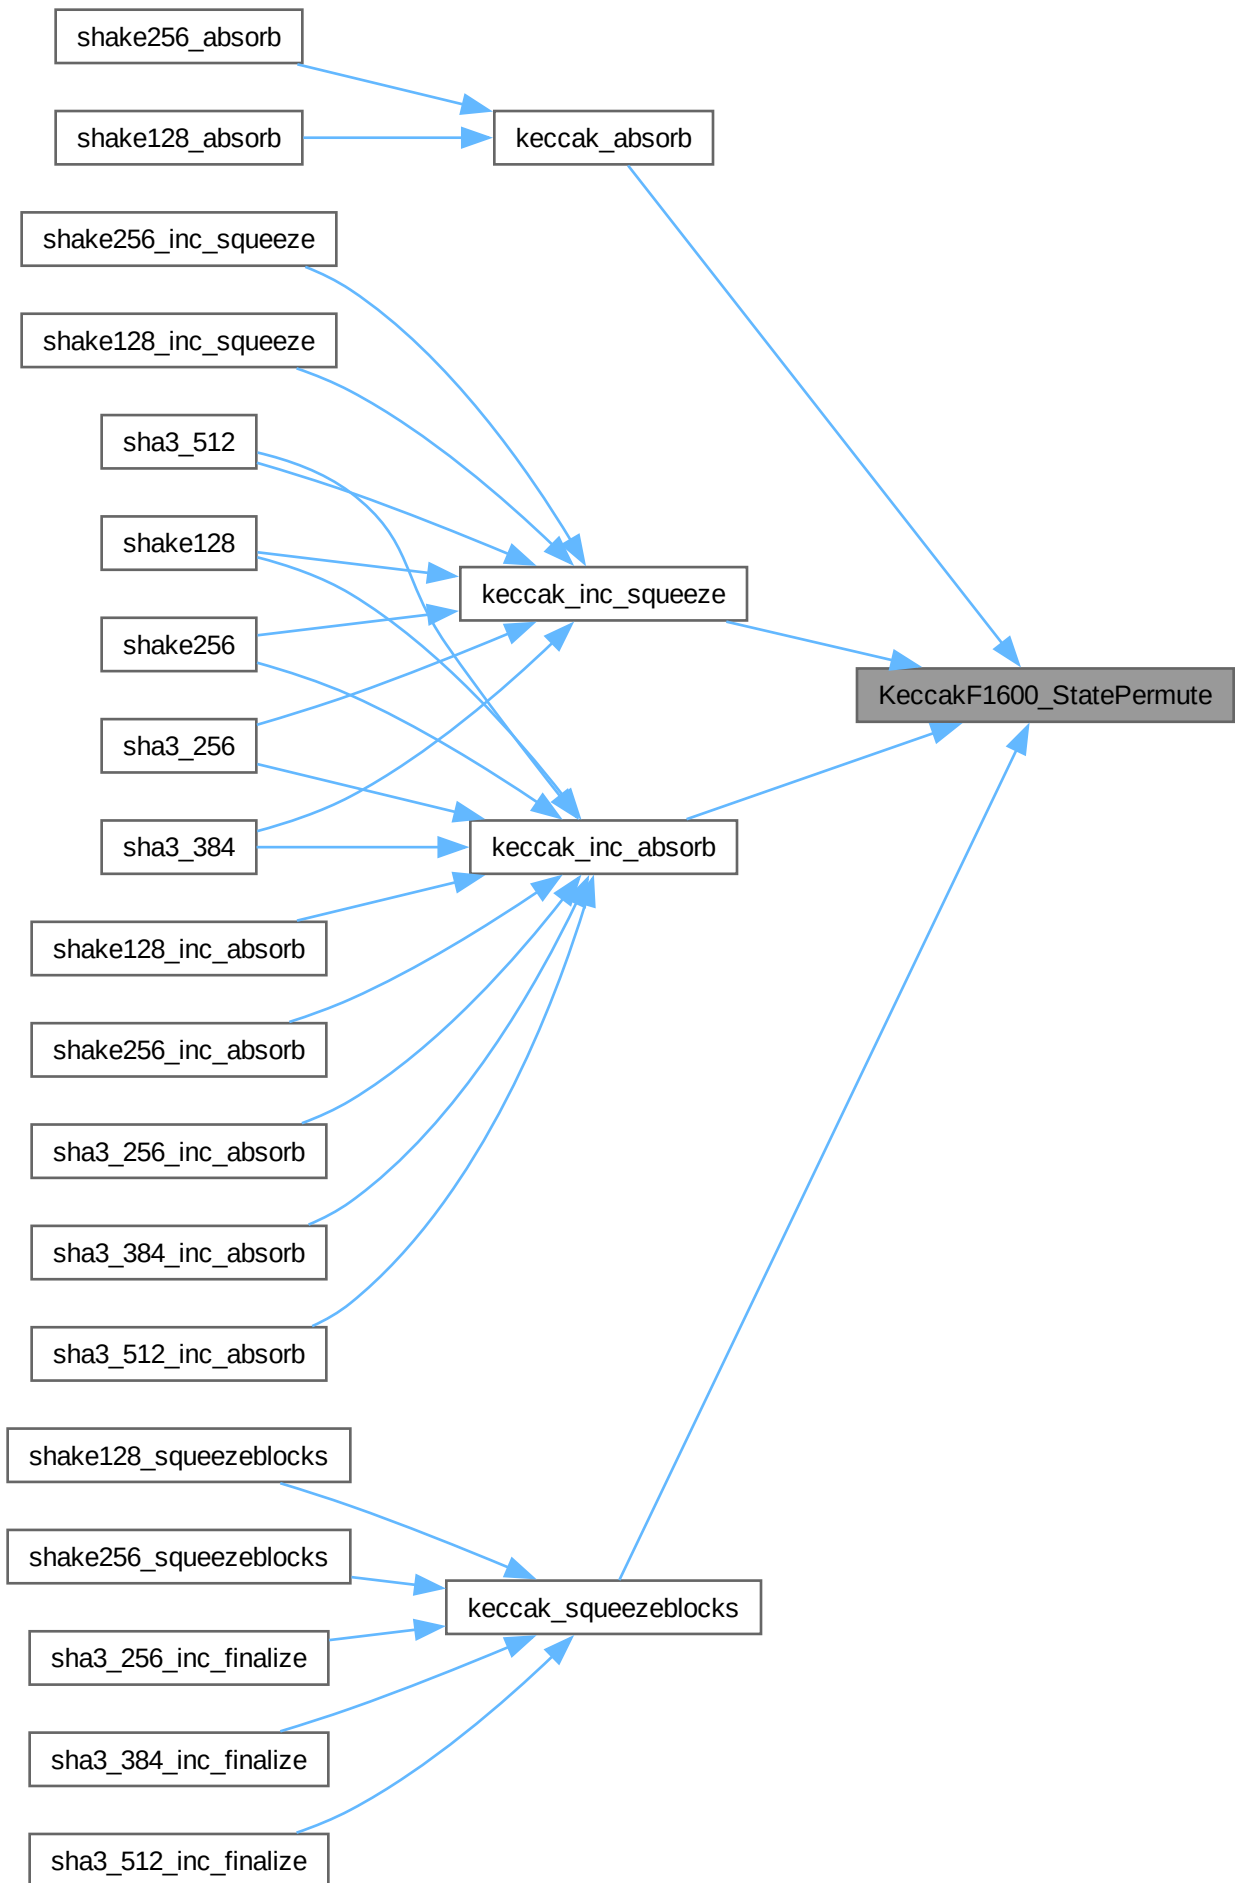 shake256_absorb
shake128_absorb
keccak_absorb
shake256_inc_squeeze
shake128_inc_squeeze
sha3_512
shake128
keccak_inc_squeeze
shake256
KeccakF1600_StatePermute
sha3_256
sha3_384
keccak_inc_absorb
shake128_inc_absorb
shake256_inc_absorb
sha3_256_inc_absorb
sha3_384_inc_absorb
sha3_512_inc_absorb
shake128_squeezeblocks
shake256_squeezeblocks
keccak_squeezeblocks
sha3_256_inc_finalize
sha3_384_inc_finalize
sha3_512_inc_finalize